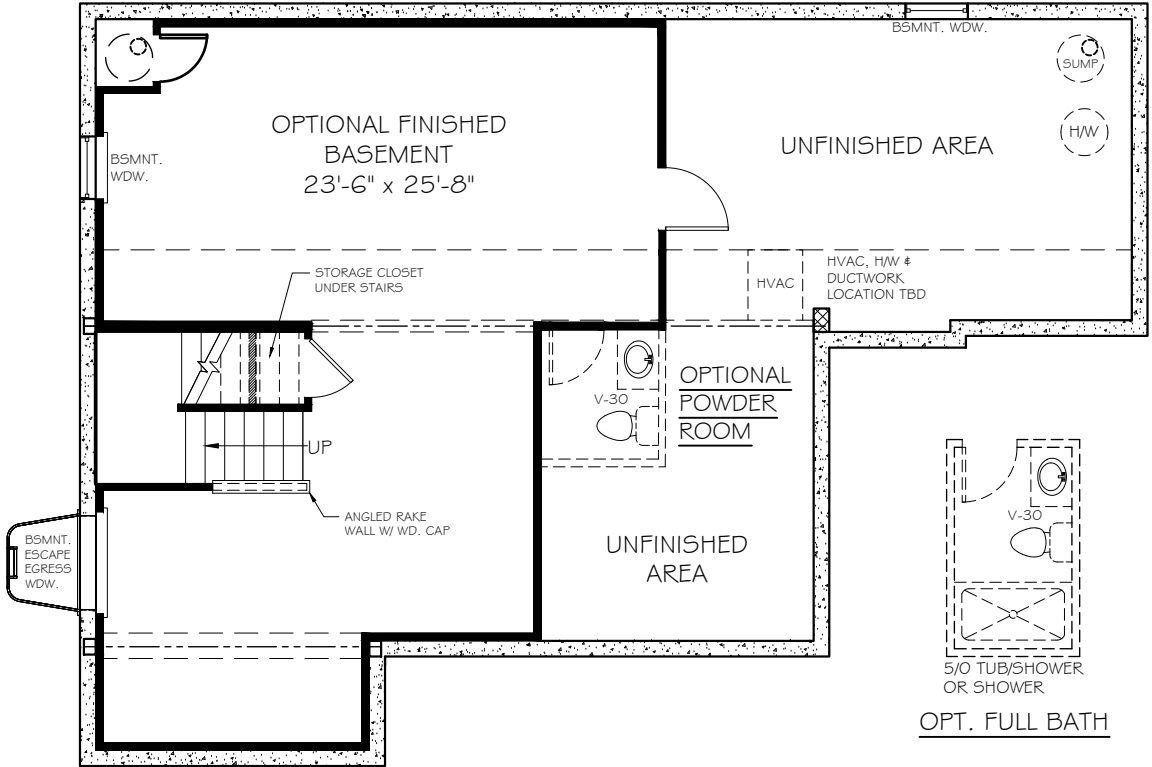 BSMNT. WDW.
SUMP
H/W
OPTIONAL FINISHED
BASEMENT
23'-6" x 25'-8"
UNFINISHED AREA
BSMNT.
WDW.
STORAGE CLOSET
UNDER STAIRS
HVAC
HVAC, H/W &
DUCTWORK
LOCATION TBD
V-30
OPTIONAL
POWDER
ROOM
UP
ANGLED RAKE
WALL W/ WD. CAP
BSMNT.
ESCAPE
EGRESS
WDW.
UNFINISHED
AREA
V-30
5/0 TUB/SHOWER
OR SHOWER
OPT. FULL BATH